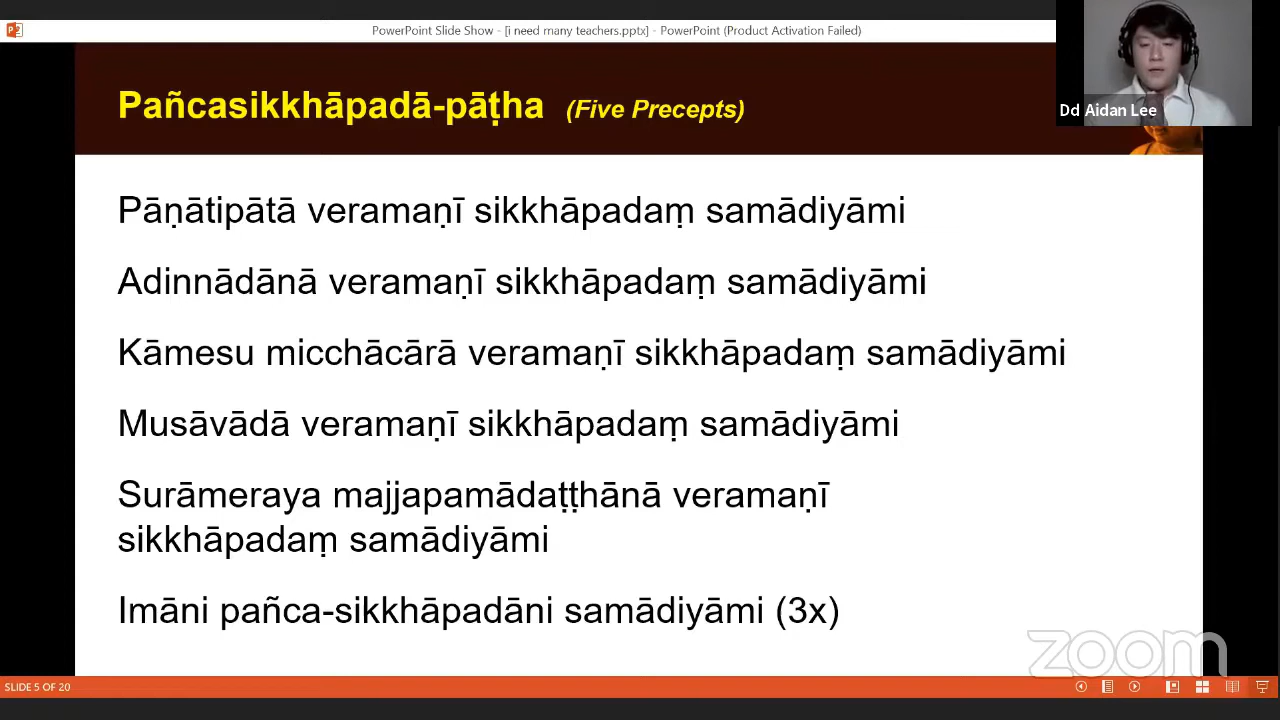 PowerPoint Slide Show - [i need many teachers.pptx] - PowerPoint (Product Activation Failed)
Pañcasikkhāpadā-pāṭha (Five Precepts)
Dd Aidan Lee
Pāṇātipātā veramaṇī sikkhāpadaṃ samādiyāmi
Adinnādānā veramaṇī sikkhāpadaṃ samādiyāmi
Kāmesu micchācārā veramaṇī sikkhāpadaṃ samādiyāmi
Musāvādā veramaṇī sikkhāpadaṃ samādiyāmi
Surāmeraya majjapamādaṭṭhānā veramaṇī
sikkhāpadaṃ samādiyāmi
Imāni pañca-sikkhāpadāni samādiyāmi (3x)
zoom
SLIDE 5 OF 20